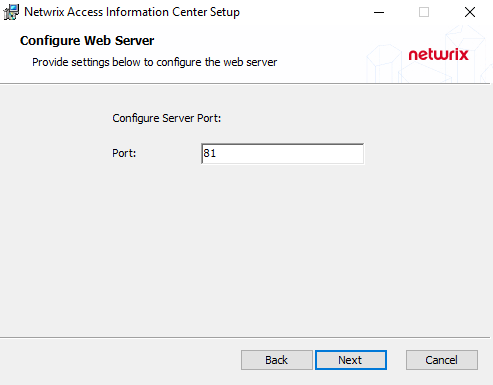 Netwrix Access Information Center Setup
Configure Web Server
Provide settings below to configure the web server
netwrix
Configure Server Port:
Port: 81
Back Next Cancel